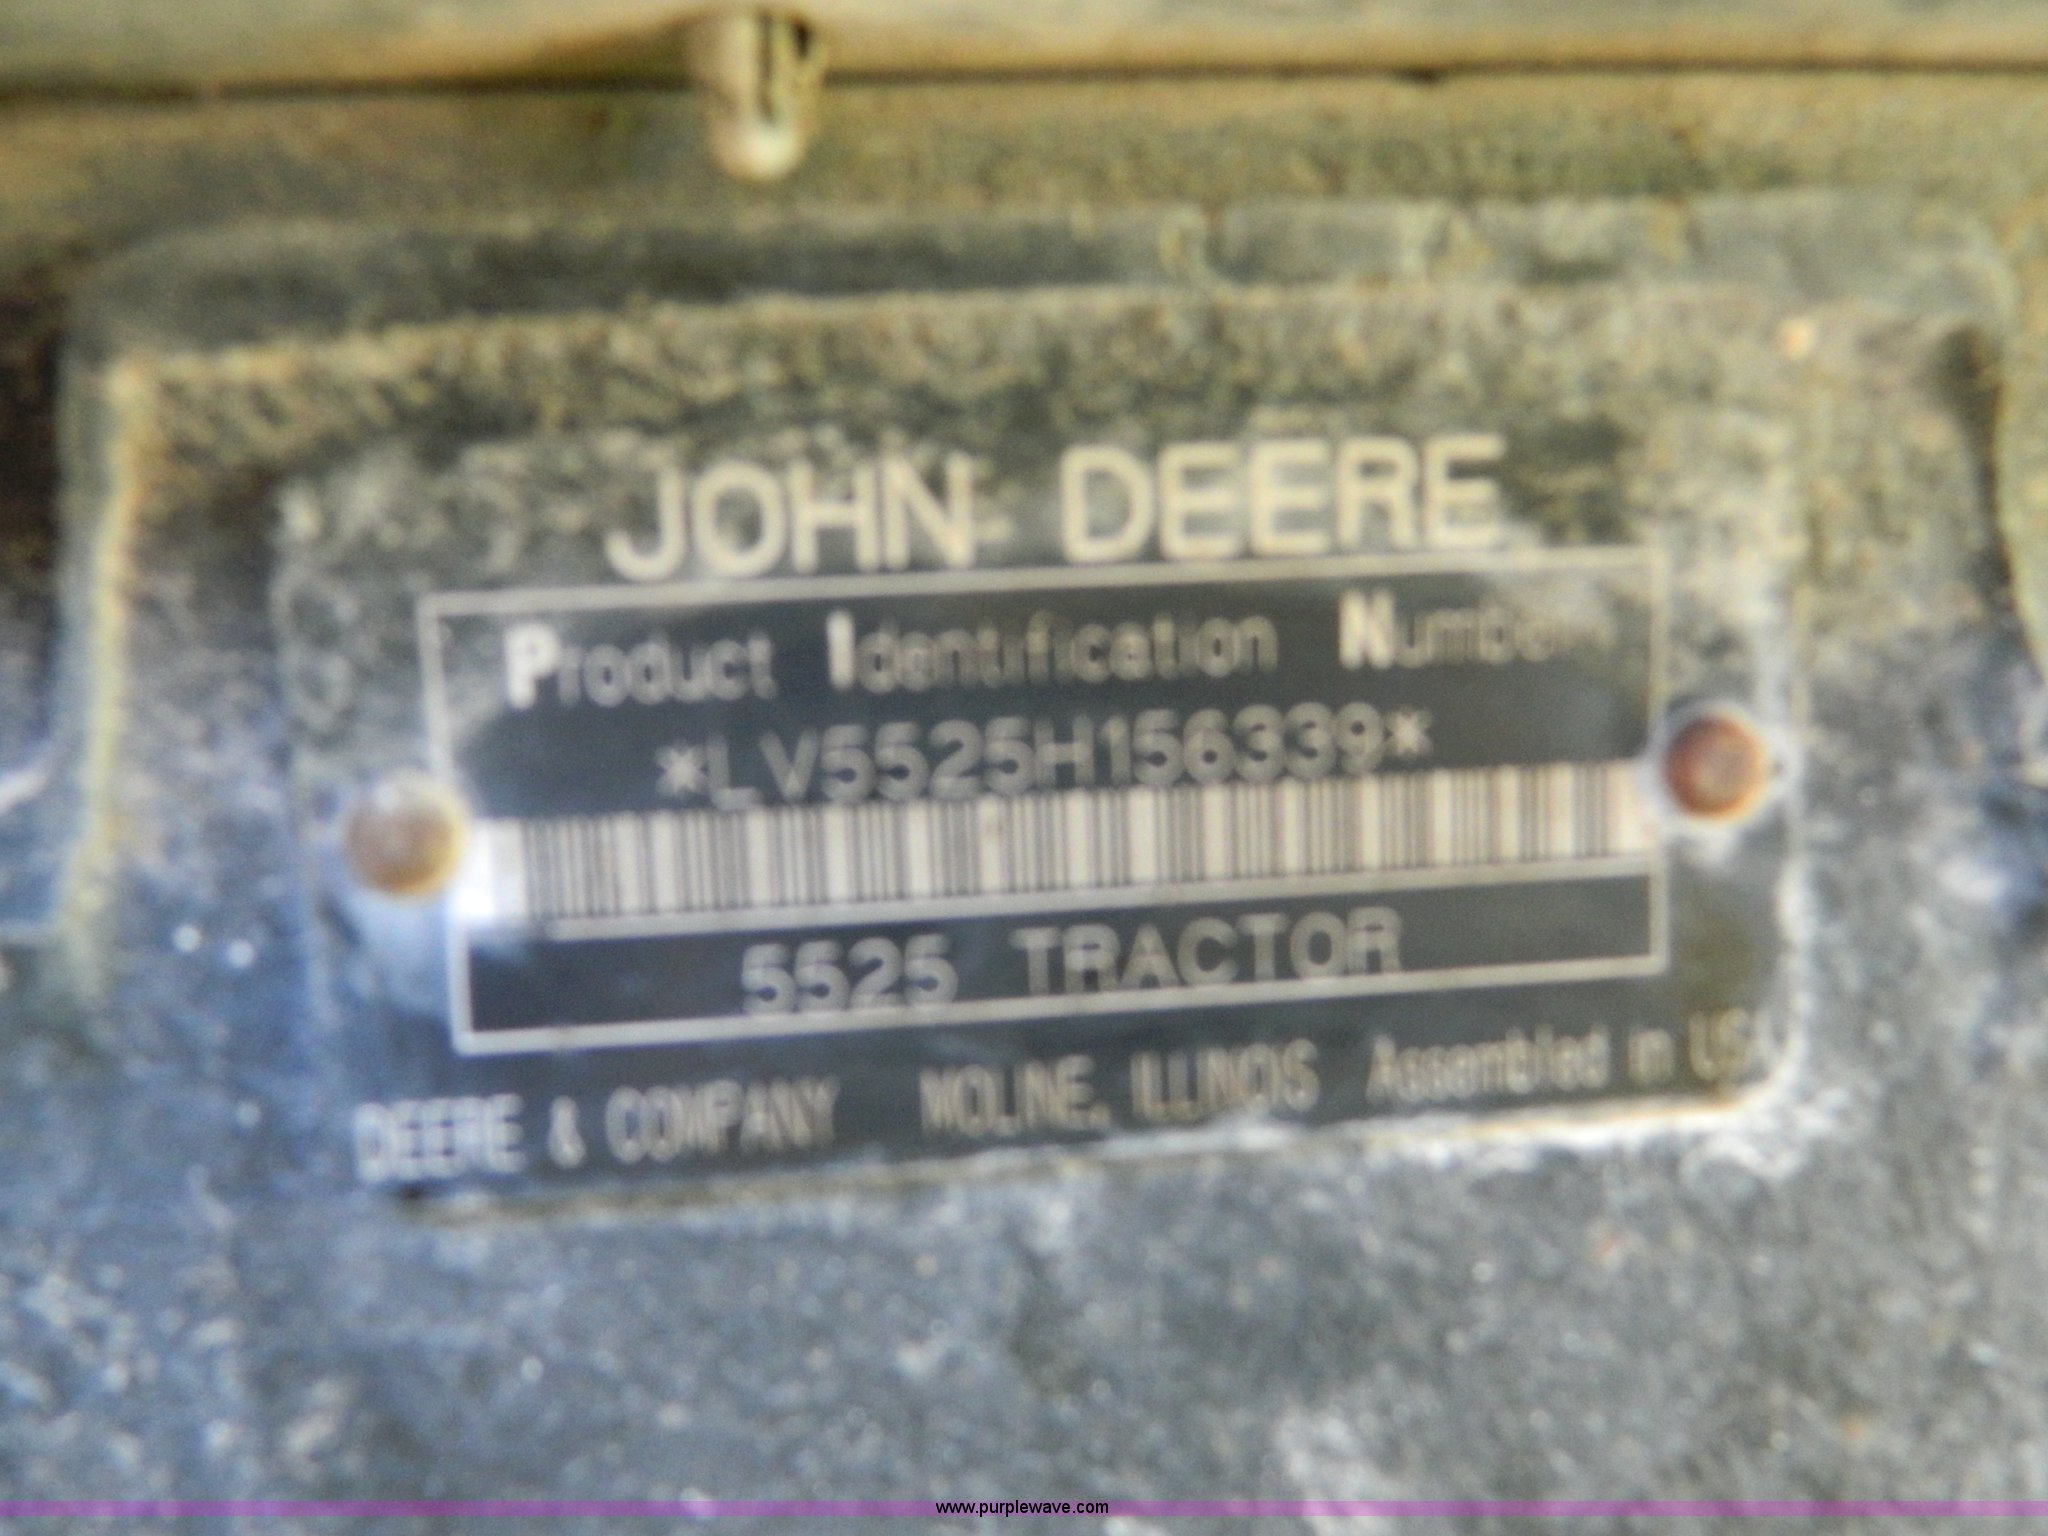 JOHN DEERE
Product Identification Number
*LV5525H156339*
5525 TRACTOR
DEERE & COMPANY MOLINE, ILLINOIS Assembled in USA
www.purplewave.com